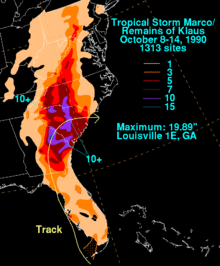 Tropical Storm Marco/
Remains of Klaus
October 8-14, 1990
1313 sites
1
3
5
7
10
15
10+
10+
Maximum: 19.89"
Louisville 1E, GA
Track